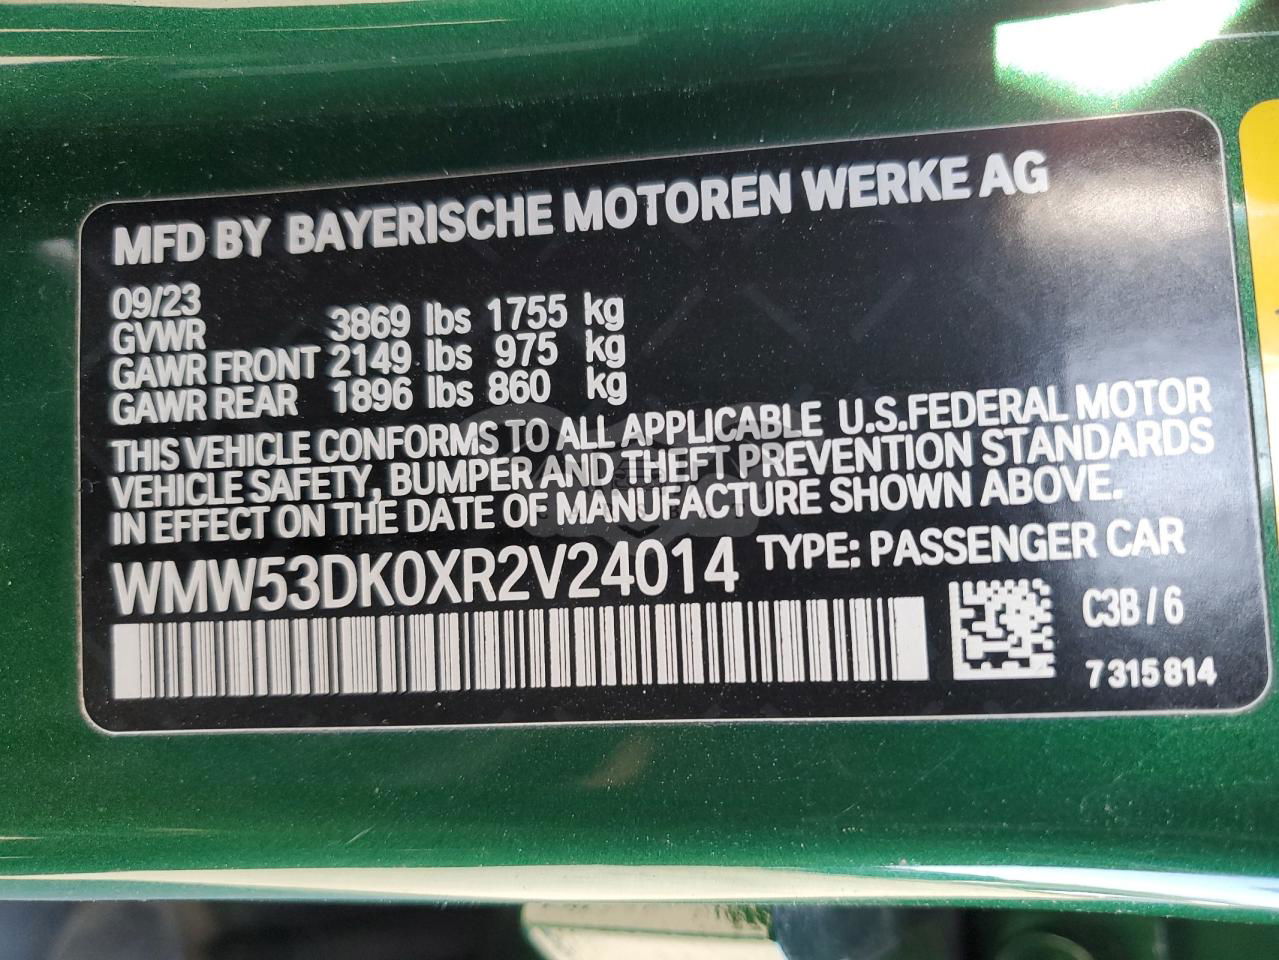 MFD BY BAYERISCHE MOTOREN WERKE AG
09/23
GVWR 3869 lbs 1755 kg
GAWR FRONT 2149 lbs 975 kg
GAWR REAR 1896 lbs 860 kg
THIS VEHICLE CONFORMS TO ALL APPLICABLE U.S.FEDERAL MOTOR
VEHICLE SAFETY, BUMPER AND THEFT PREVENTION STANDARDS
IN EFFECT ON THE DATE OF MANUFACTURE SHOWN ABOVE.
WMW53DK0XR2V24014 TYPE: PASSENGER CAR
C3B / 6
7 315 814